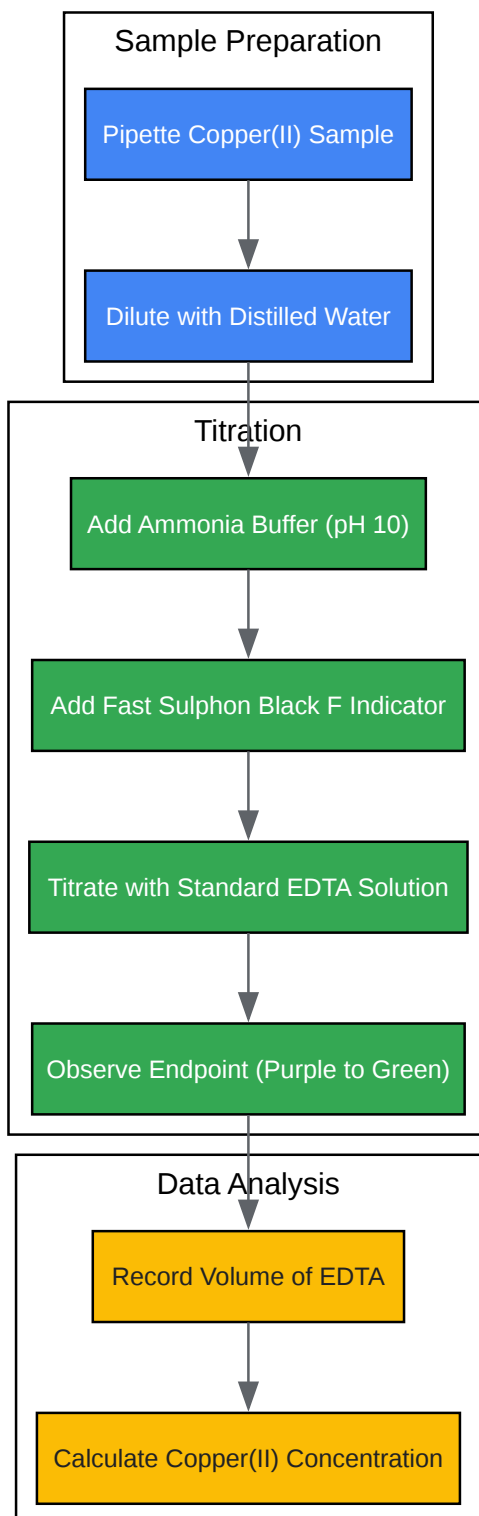 Sample Preparation
Pipette Copper(II) Sample
Dilute with Distilled Water
Titration
Add Ammonia Buffer (pH 10)
Add Fast Sulphon Black F Indicator
Titrate with Standard EDTA Solution
Observe Endpoint (Purple to Green)
Data Analysis
Record Volume of EDTA
Calculate Copper(II) Concentration